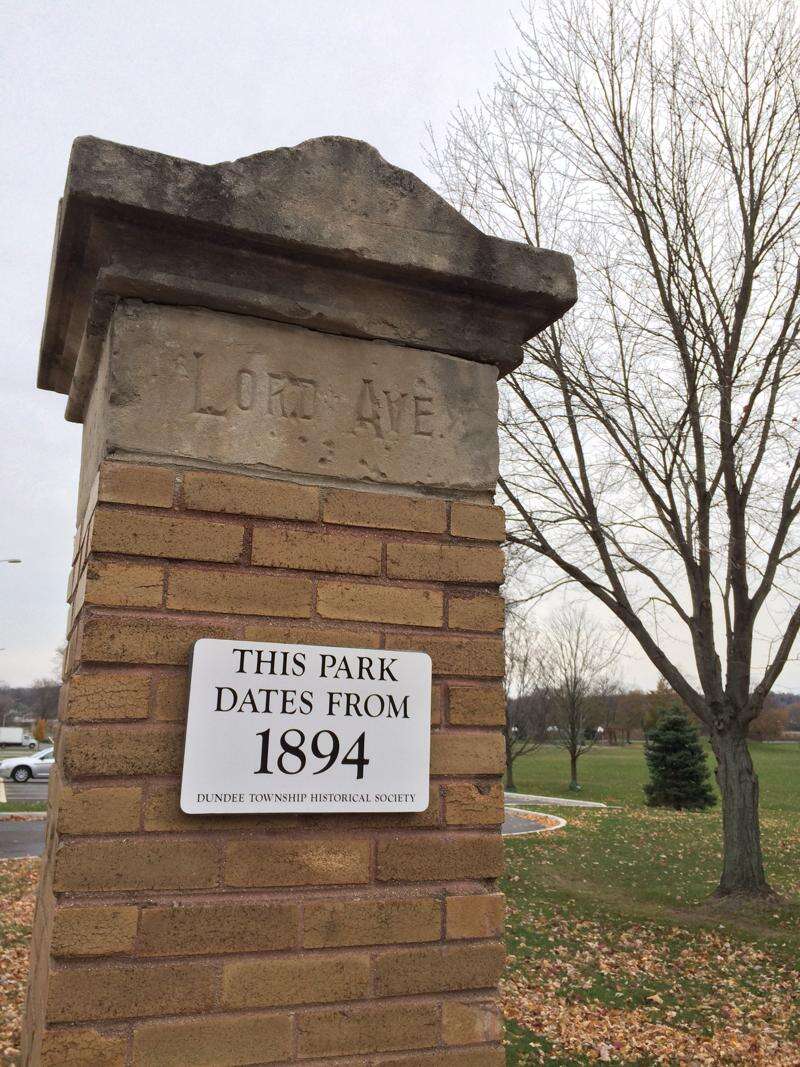 LORD AVE.
THIS PARK
DATES FROM
1894
DUNDEE TOWNSHIP HISTORICAL SOCIETY